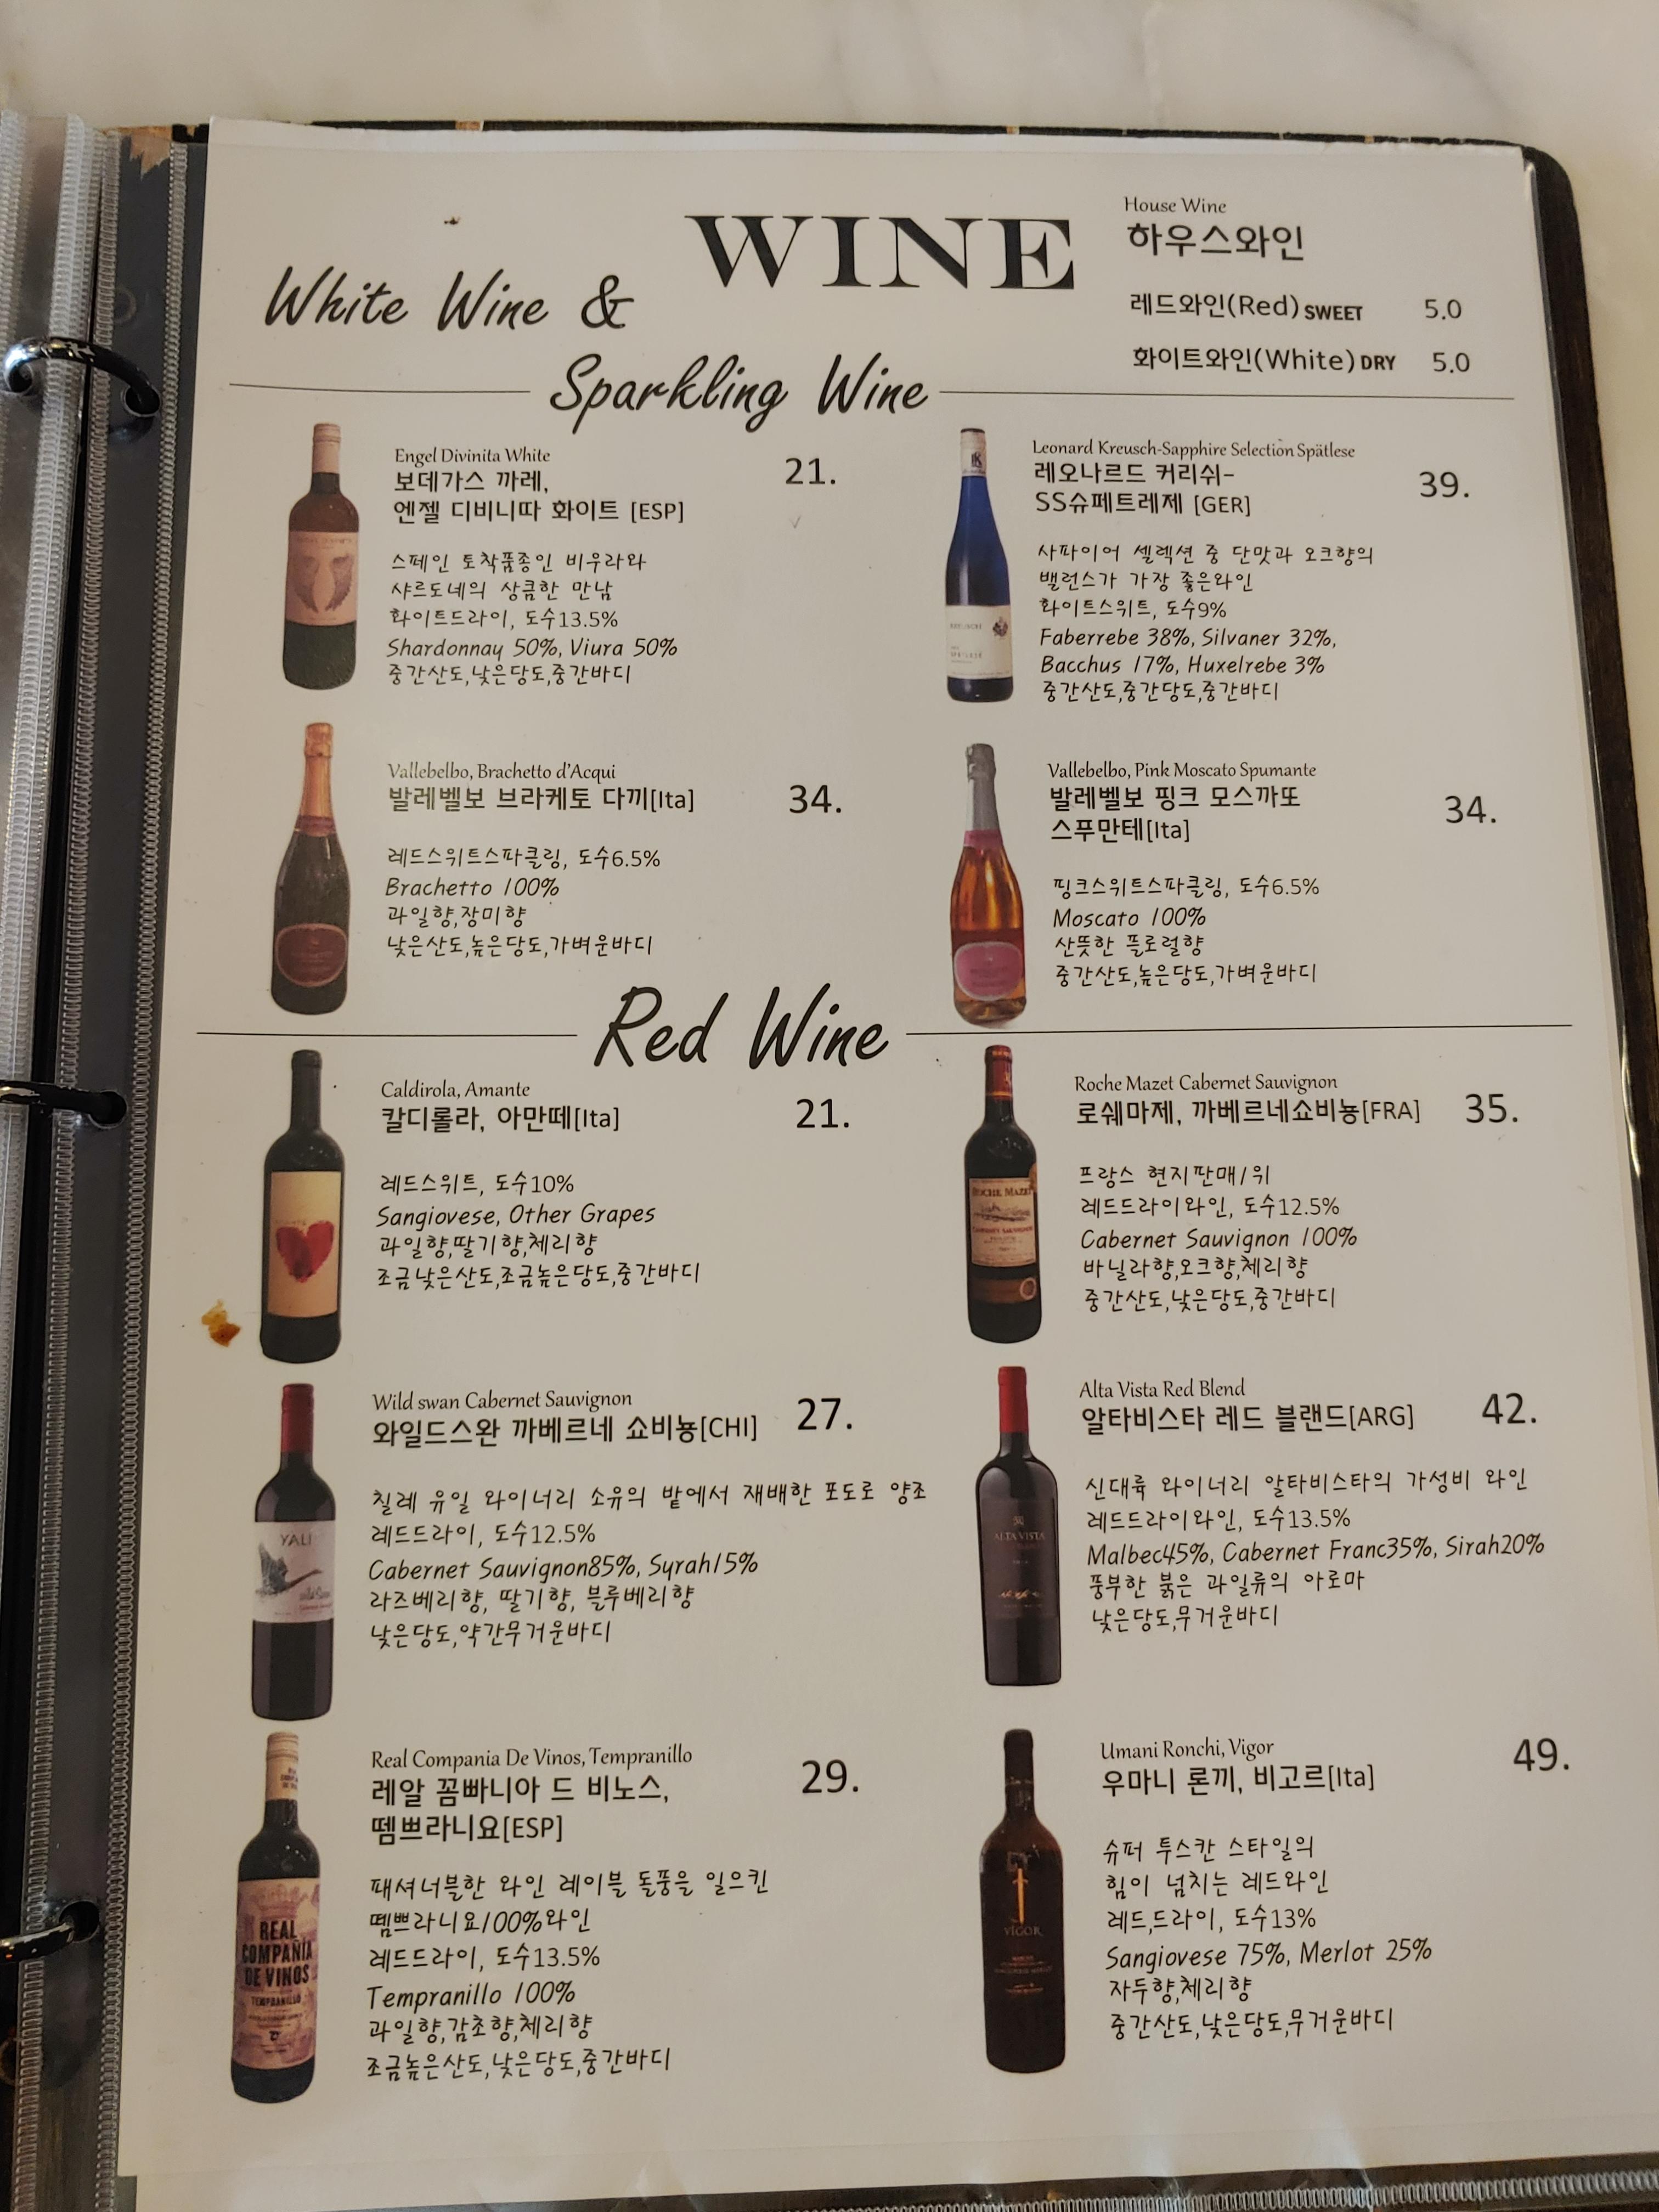 WINE
White Wine &
Sparkling Wine
House Wine
하우스와인
레드와인(Red) SWEET 5.0
화이트와인(White) DRY 5.0
Engel Divinita White
보데가스 까레, 21.
엔젤 디비니따 화이트 [ESP]
스페인 토착품종인 비우라와
샤르도네의 상큼한 만남
화이트드라이, 도수13.5%
Shardonnay 50%, Viura 50%
중간산도,낮은당도,중간바디
Leonard Kreusch-Sapphire Selection Spätlese
레오나르드 커리쉬- 39.
SS슈페트레제 [GER]
사파이어 셀렉션 중 단맛과 오크향의
밸런스가 가장 좋은와인
화이트스위트, 도수9%
Faberrebe 38%, Silvaner 32%,
Bacchus 17%, Huxelrebe 3%
중간산도,중간당도,중간바디
Vallebelbo, Brachetto d'Acqui
발레벨보 브라케토 다끼[Ita] 34.
레드스위트스파클링, 도수6.5%
Brachetto 100%
과일향,장미향
낮은산도,높은당도,가벼운바디
Vallebelbo, Pink Moscato Spumante
발레벨보 핑크 모스까또 34.
스푸만테[Ita]
핑크스위트스파클링, 도수6.5%
Moscato 100%
산뜻한 플로럴향
중간산도,높은당도,가벼운바디
Red Wine
Caldirola, Amante
칼디롤라, 아만떼[Ita] 21.
레드스위트, 도수10%
Sangiovese, Other Grapes
과일향,딸기향,체리향
조금낮은산도,조금높은당도,중간바디
Roche Mazet Cabernet Sauvignon
로쉐마제, 까베르네쇼비뇽[FRA] 35.
프랑스 현지판매1위
레드드라이와인, 도수12.5%
Cabernet Sauvignon 100%
바닐라향,오크향,체리향
중간산도,낮은당도,중간바디
ROCHE MAZET
Wild swan Cabernet Sauvignon
와일드스완 까베르네 쇼비뇽[CHI] 27.
칠레 유일 와이너리 소유의 밭에서 재배한 포도로 양조
레드드라이, 도수12.5%
Cabernet Sauvignon85%, Syrah15%
라즈베리향, 딸기향, 블루베리향
낮은당도,약간무거운바디
YALI
Alta Vista Red Blend
알타비스타 레드 블랜드[ARG] 42.
신대륙 와이너리 알타비스타의 가성비 와인
레드드라이와인, 도수13.5%
Malbec45%, Cabernet Franc35%, Sirah20%
풍부한 붉은 과일류의 아로마
낮은당도,무거운바디
ALTA VISTA
Real Compania De Vinos, Tempranillo
레알 꼼빠니아 드 비노스, 29.
뗌쁘라니요[ESP]
패셔너블한 와인 레이블 돌풍을 일으킨
뗌쁘라니요100%와인
레드드라이, 도수13.5%
Tempranillo 100%
과일향,감초향,체리향
조금높은산도,낮은당도,중간바디
REAL
COMPAÑIA
DE VINOS
TEMPRANILLO
Umani Ronchi, Vigor
우마니 론끼, 비고르[Ita] 49.
슈퍼 투스칸 스타일의
힘이 넘치는 레드와인
레드,드라이, 도수13%
Sangiovese 75%, Merlot 25%
자두향,체리향
중간산도,낮은당도,무거운바디
VIGOR